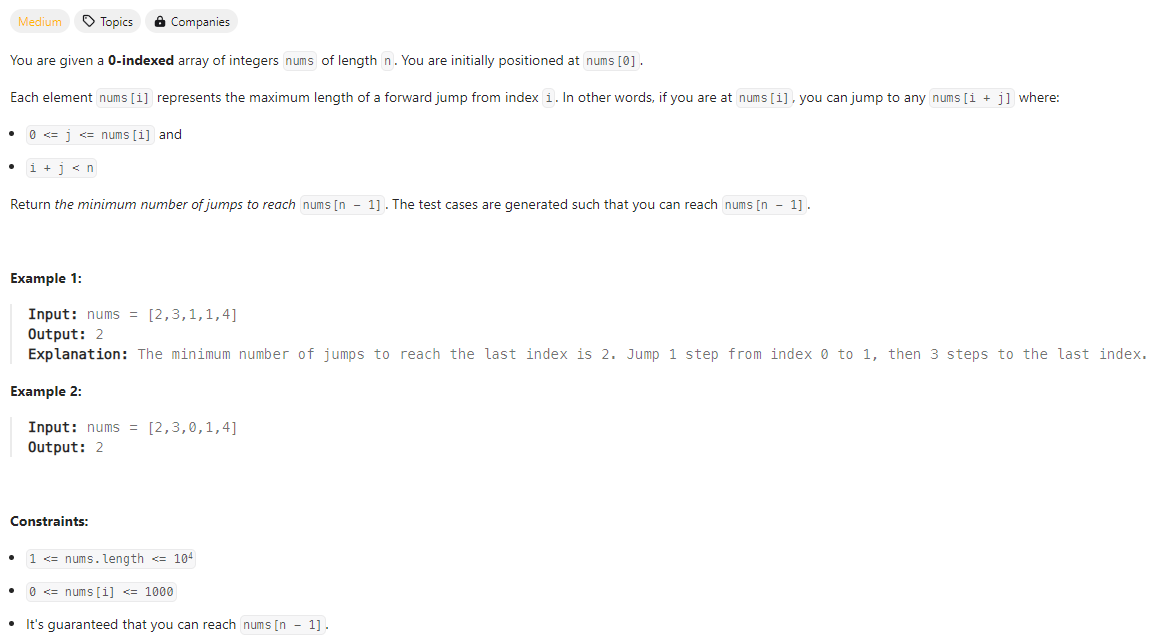 Medium Topics Companies
You are given a 0-indexed array of integers nums of length n. You are initially positioned at nums[0].
Each element nums[i] represents the maximum length of a forward jump from index i. In other words, if you are at nums[i], you can jump to any nums[i + j] where:
• 0 <= j <= nums[i] and
• i + j < n
Return the minimum number of jumps to reach nums[n - 1]. The test cases are generated such that you can reach nums[n - 1].
Example 1:
Input: nums = [2,3,1,1,4]
Output: 2
Explanation: The minimum number of jumps to reach the last index is 2. Jump 1 step from index 0 to 1, then 3 steps to the last index.
Example 2:
Input: nums = [2,3,0,1,4]
Output: 2
Constraints:
• 1 <= nums.length <= 10⁴
• 0 <= nums[i] <= 1000
• It's guaranteed that you can reach nums[n - 1].